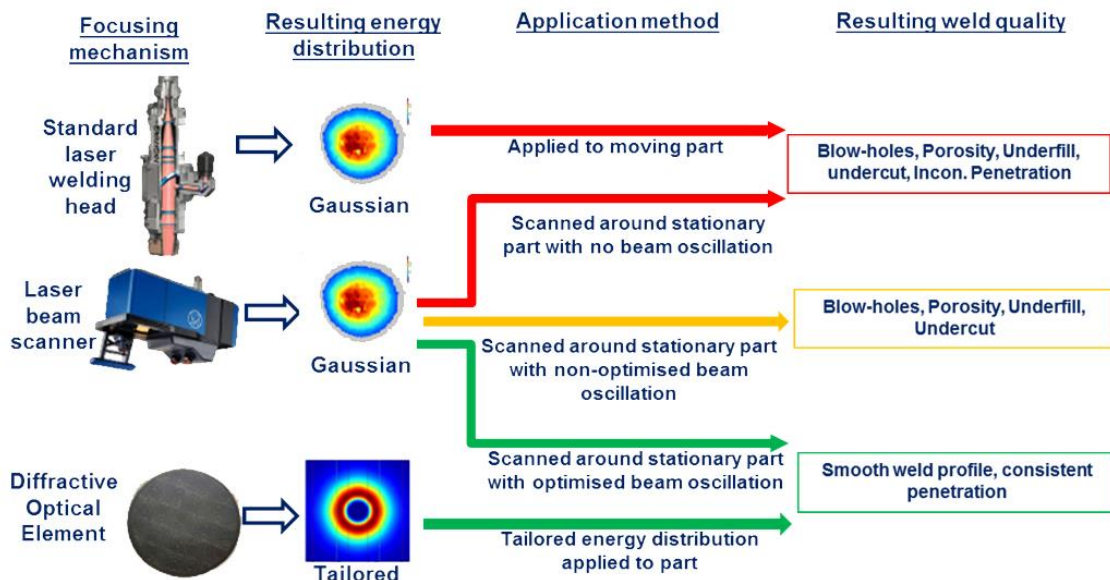 Focusing
mechanism
Resulting energy
distribution
Application method
Resulting weld quality
Standard
laser
welding
head
Gaussian
Applied to moving part
Blow-holes, Porosity, Underfill,
undercut, Incon. Penetration
Scanned around stationary
part with no beam oscillation
Laser
beam
scanner
Gaussian
Scanned around stationary part
with non-optimised beam
oscillation
Blow-holes, Porosity, Underfill,
Undercut
Scanned around stationary part
with optimised beam oscillation
Smooth weld profile, consistent
penetration
Diffractive
Optical
Element
Tailored
Tailored energy distribution
applied to part